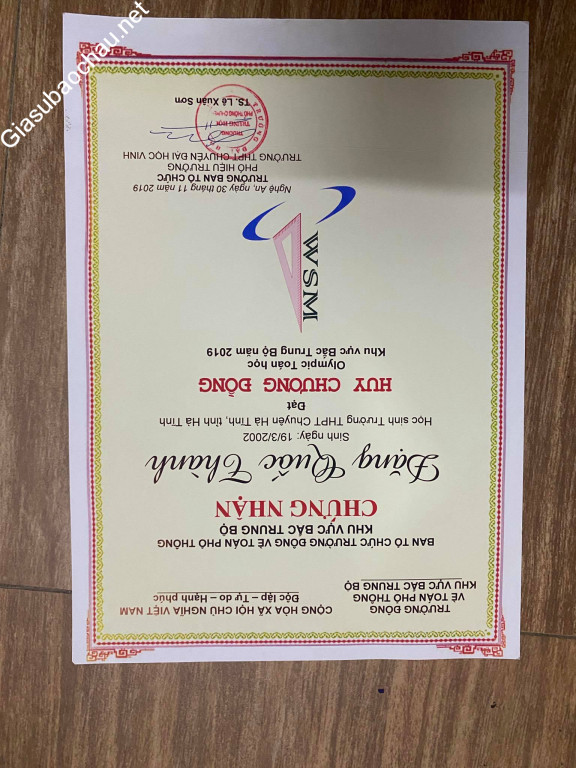 TRƯỜNG ĐÔNG
VỀ TOÁN PHỔ THÔNG
KHU VỰC BẮC TRUNG BỘ
CỘNG HÒA XÃ HỘI CHỦ NGHĨA VIỆT NAM
Độc lập – Tự do – Hạnh phúc
BAN TỔ CHỨC TRƯỜNG ĐÔNG VỀ TOÁN PHỔ THÔNG
KHU VỰC BẮC TRUNG BỘ
CHỨNG NHẬN
Đặng Quốc Thành
Sinh ngày: 19/3/2002
Học sinh Trường THPT Chuyên Hà Tĩnh, tỉnh Hà Tĩnh
Đạt
HUY CHƯƠNG ĐỒNG
Olympic Toán học
Khu vực Bắc Trung Bộ năm 2019
WSM
Nghệ An, ngày 30 tháng 11 năm 2019
TRƯỞNG BAN TỔ CHỨC
PHÓ HIỆU TRƯỞNG
TRƯỜNG THPT CHUYÊN ĐẠI HỌC VINH
TS. Lê Xuân Sơn
Giasubaochau.net